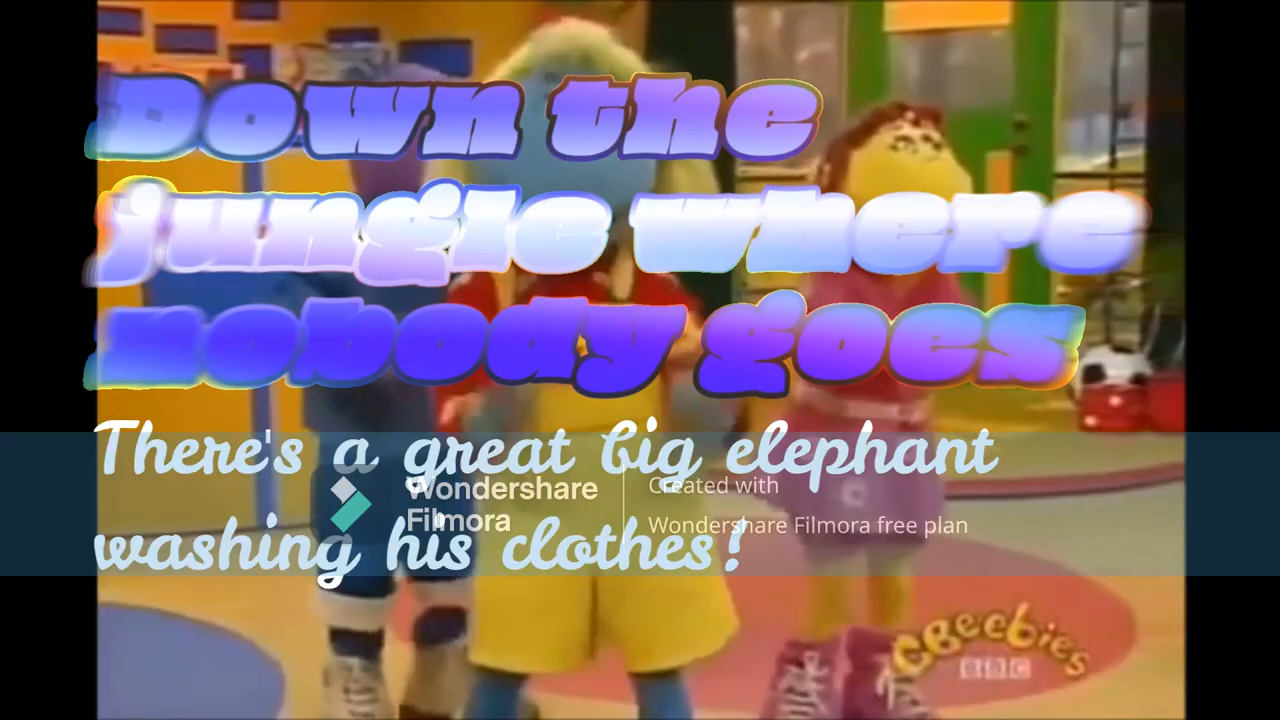 Down the
jungle where
nobody goes
There's a great big elephant
washing his clothes!
Wondershare
Filmora
Created with
Wondershare Filmora free plan
CBeebies
BBC